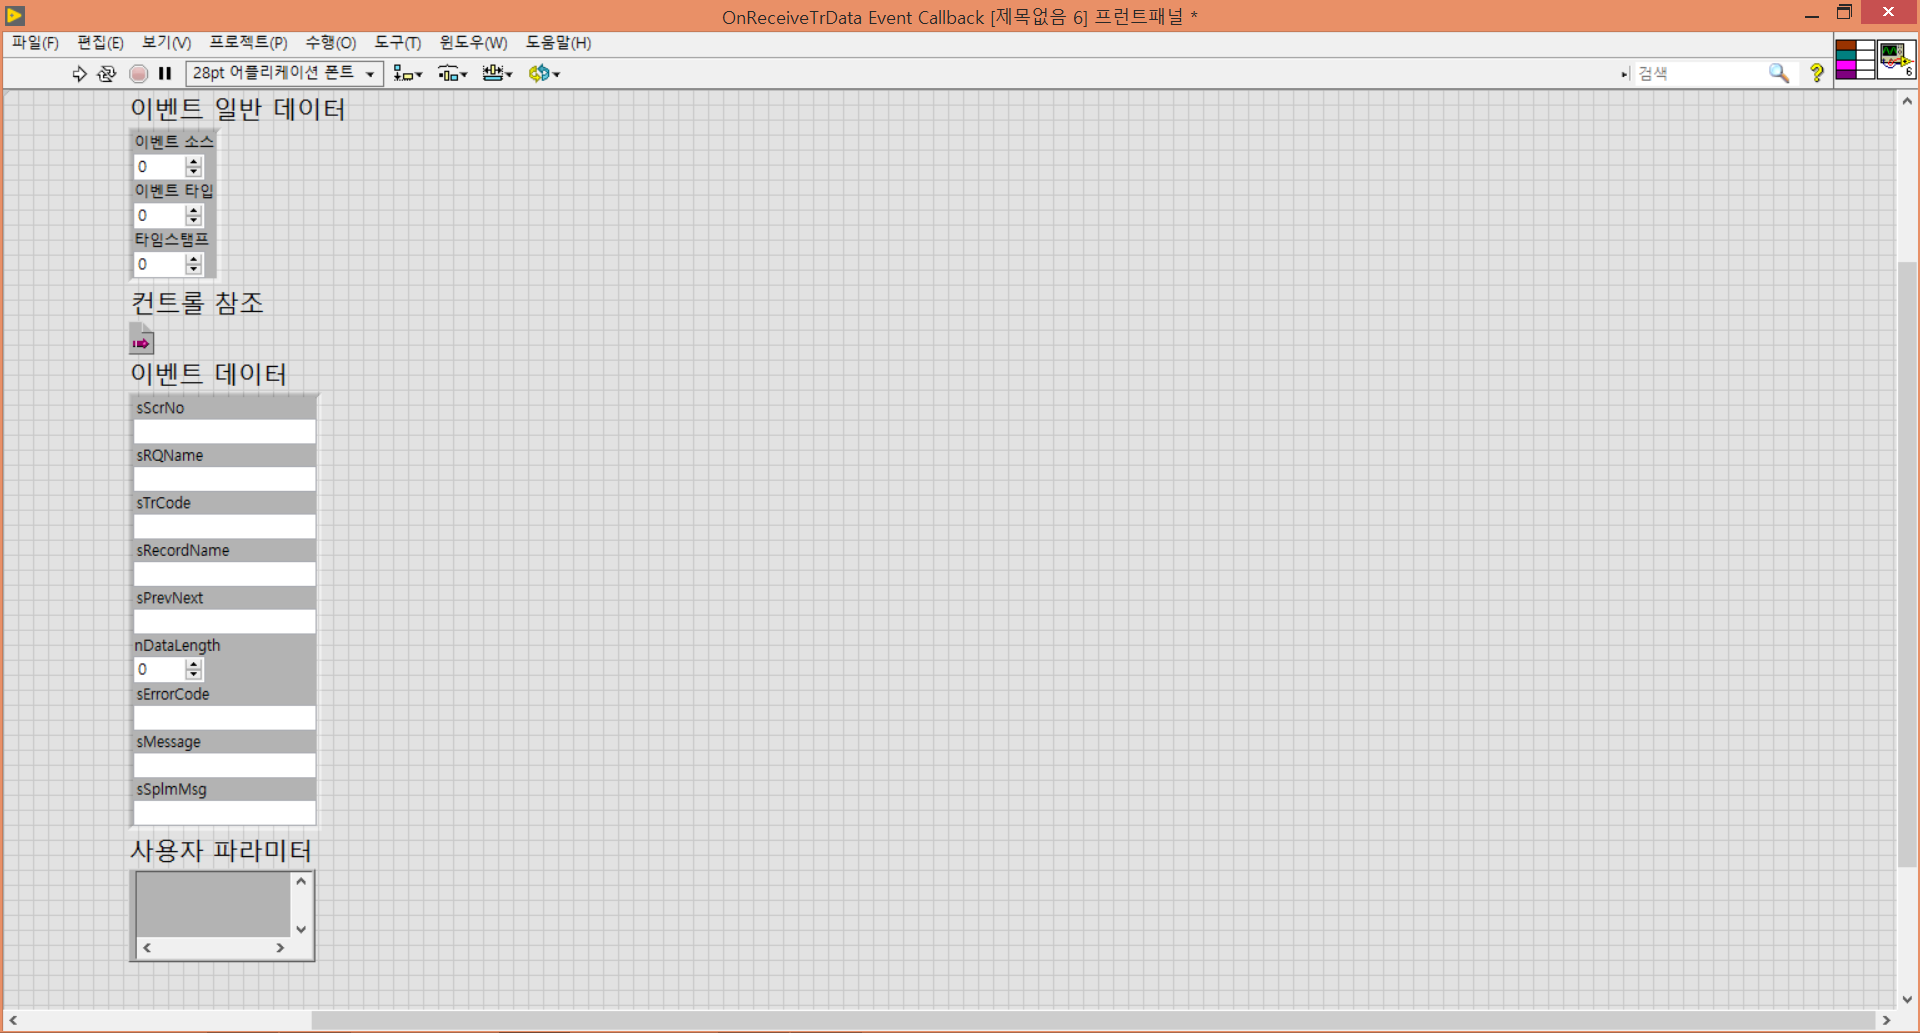 OnReceiveTrData Event Callback [제목없음 6] 프런트패널 *
파일(F) 편집(E) 보기(V) 프로젝트(P) 수행(O) 도구(T) 윈도우(W) 도움말(H)
28pt 어플리케이션 폰트
검색
?
6
이벤트 일반 데이터
이벤트 소스
0
이벤트 타입
0
타임스탬프
0
컨트롤 참조
이벤트 데이터
sScrNo
sRQName
sTrCode
sRecordName
sPrevNext
nDataLength
0
sErrorCode
sMessage
sSplmMsg
사용자 파라미터